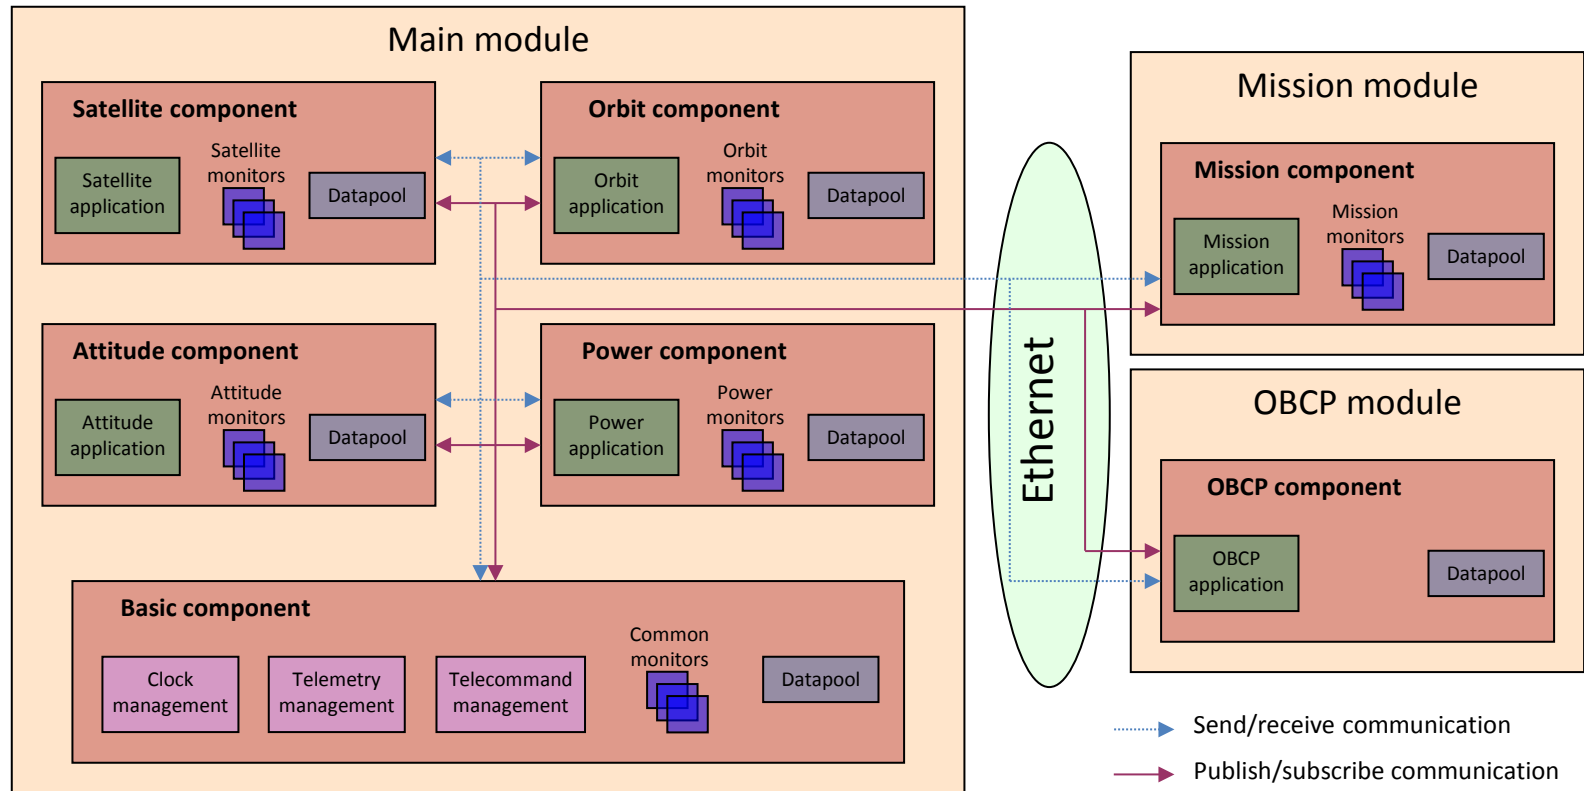 Main module
Satellite component
Satellite
monitors
Satellite
application
Datapool
Orbit component
Orbit
monitors
Orbit
application
Datapool
Attitude component
Attitude
monitors
Attitude
application
Datapool
Power component
Power
monitors
Power
application
Datapool
Basic component
Clock
management
Telemetry
management
Telecommand
management
Common
monitors
Datapool
Ethernet
Mission module
Mission component
Mission
application
Mission
monitors
Datapool
OBCP module
OBCP component
OBCP
application
Datapool
Send/receive communication
Publish/subscribe communication